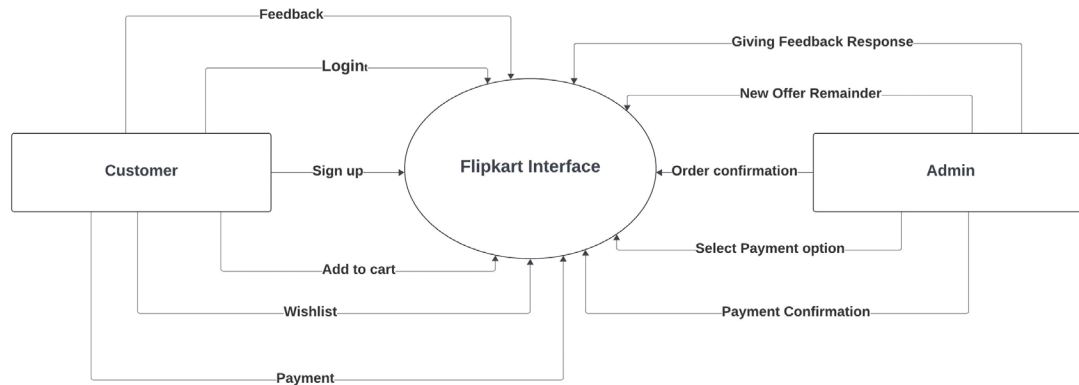 Feedback
Giving Feedback Response
Login
New Offer Remainder
Customer
Sign up
Flipkart Interface
Order confirmation
Admin
Select Payment option
Add to cart
Wishlist
Payment Confirmation
Payment